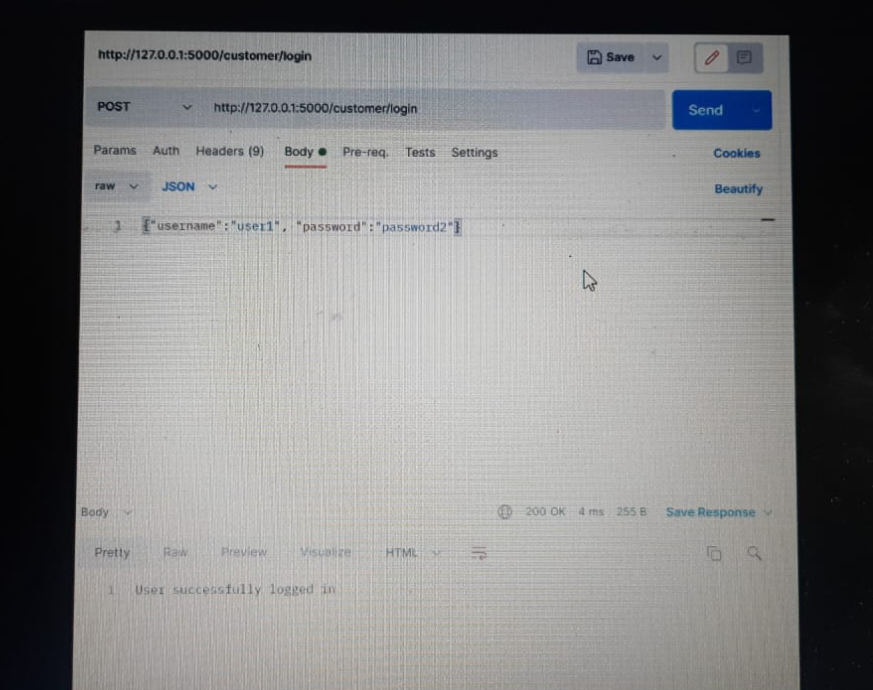 http://127.0.0.1:5000/customer/login Save
POST http://127.0.0.1:5000/customer/login Send
Params Auth Headers (9) Body Pre-req. Tests Settings Cookies
raw JSON Beautify
1 {"username":"user1", "password":"password2"}
Body 200 OK 4 ms 255 B Save Response
Pretty Raw Preview Visualize HTML
1 User successfully logged in